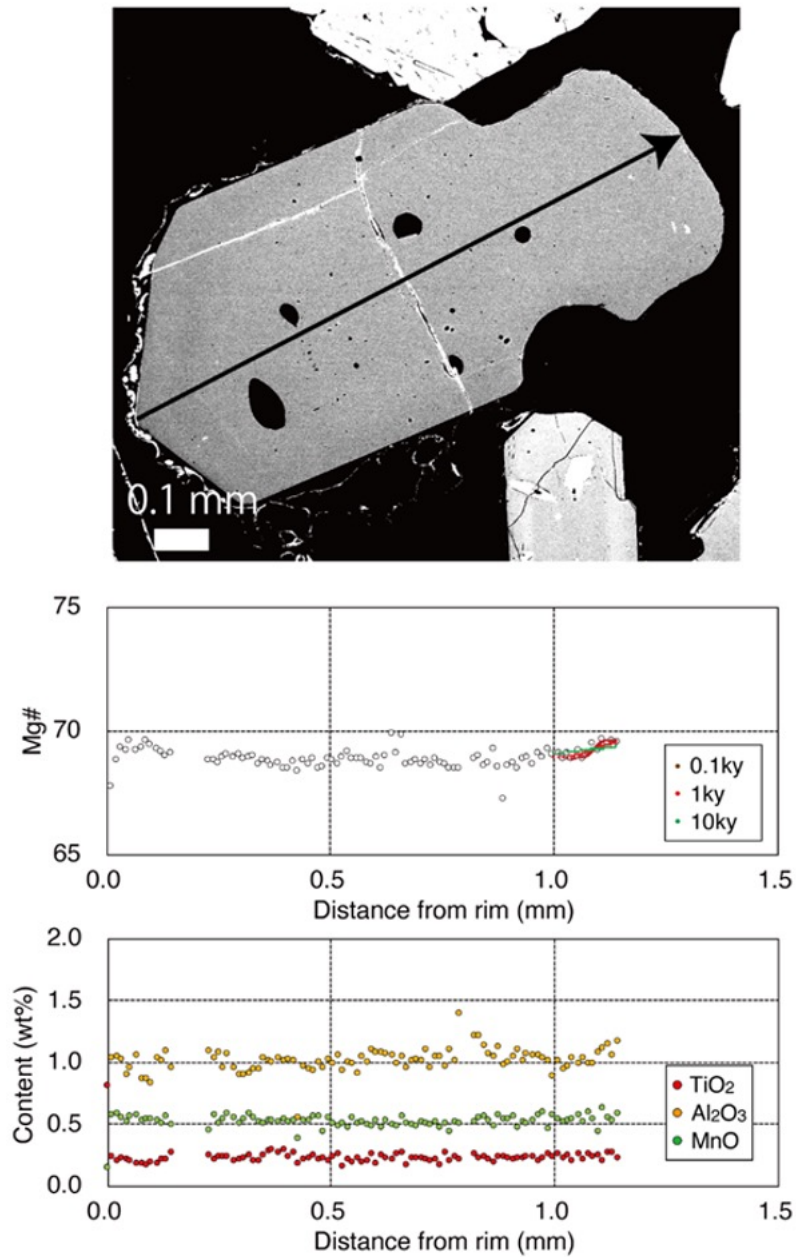 0.1 mm
75
70
65
Mg#
0.1ky
1ky
10ky
0.0 0.5 1.0 1.5
Distance from rim (mm)
2.0
1.5
1.0
0.5
0.0
Content (wt%)
TiO2
Al2O3
MnO
0.0 0.5 1.0 1.5
Distance from rim (mm)